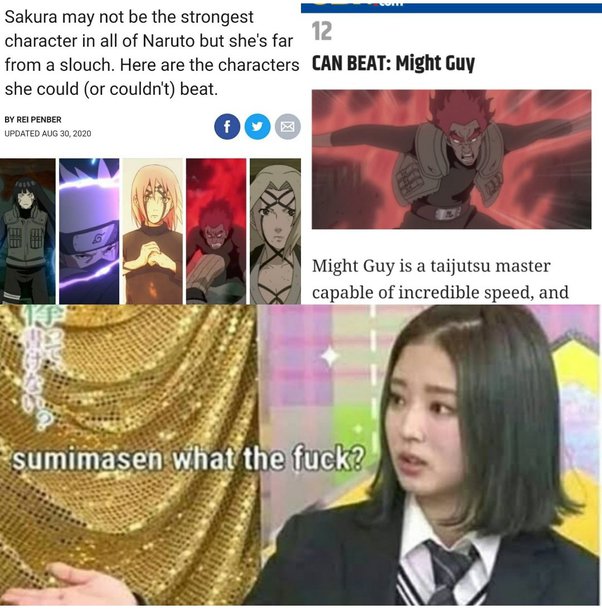 Sakura may not be the strongest
character in all of Naruto but she's far
from a slouch. Here are the characters
she could (or couldn't) beat.
BY REI PENBER
UPDATED AUG 30, 2020
12
CAN BEAT: Might Guy
Might Guy is a taijutsu master
capable of incredible speed, and
sumimasen what the fuck?